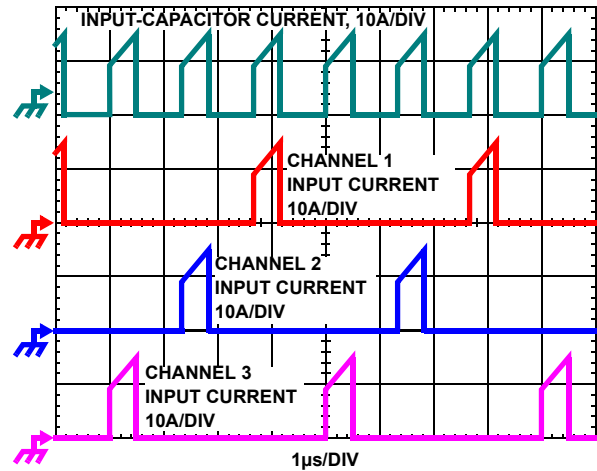 INPUT-CAPACITOR CURRENT, 10A/DIV
CHANNEL 1
INPUT CURRENT
10A/DIV
CHANNEL 2
INPUT CURRENT
10A/DIV
CHANNEL 3
INPUT CURRENT
10A/DIV
1µs/DIV